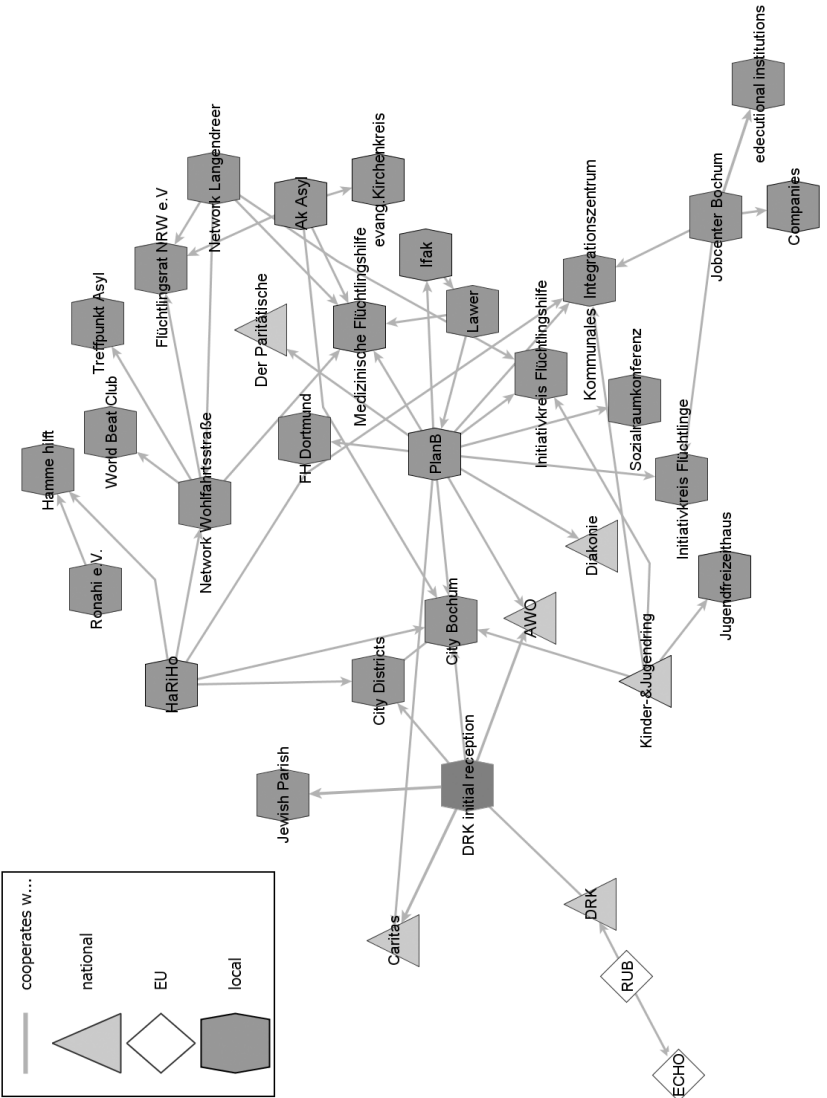 cooperates w...
national
EU
local
edecutional institutions
Companies
Jobcenter Bochum
Network Langendreer
Ak Asyl
evang.Kirchenkreis
Flüchtlingsrat NRW e.V
Ifak
Lawer
Kommunales Integrationszentrum
Medizinische Flüchtlingshilfe
Der Paritätische
Treffpunkt Asyl
World Beat Club
Hamme hilft
Network Wohlfahrtsstraße
FH Dortmund
PlanB
Initiativkreis Flüchtlingshilfe
Sozialraumkonferenz
Initiativkreis Flüchtlinge
Diakonie
Jugendfreizeithaus
Ronahi e.V.
HaRiHo
City Districts
City Bochum
AWO
Kinder-&Jugendring
Jewish Parish
DRK initial reception
Caritas
DRK
RUB
ECHO